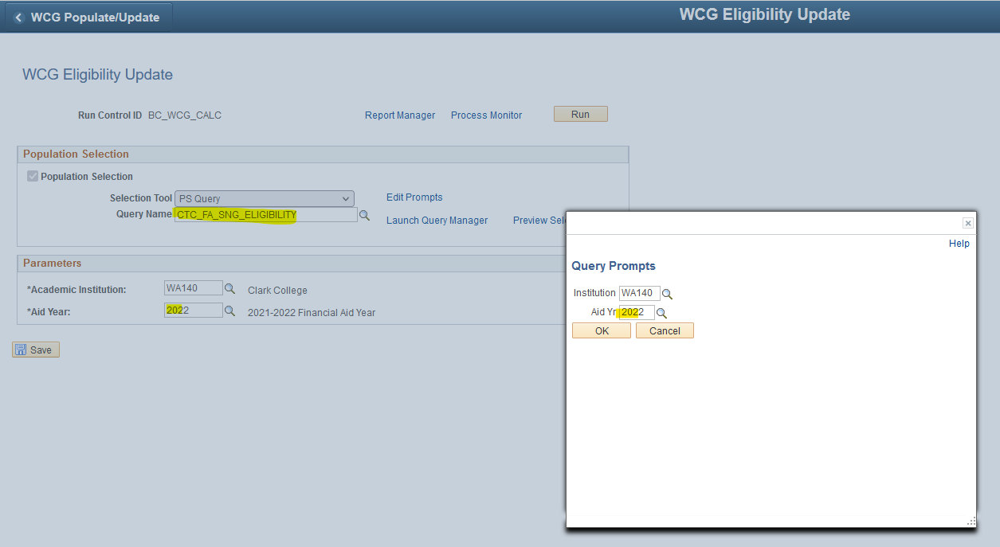 WCG Populate/Update
WCG Eligibility Update
WCG Eligibility Update
Run Control ID BC_WCG_CALC Report Manager Process Monitor Run
Population Selection
Population Selection
Selection Tool PS Query Edit Prompts
Query Name CTC_FA_SNG_ELIGIBILITY Launch Query Manager Preview
Parameters
*Academic Institution: WA140 Clark College
*Aid Year: 2022 2021-2022 Financial Aid Year
Save
Help
Query Prompts
Institution WA140
Aid Yr 2022
OK Cancel